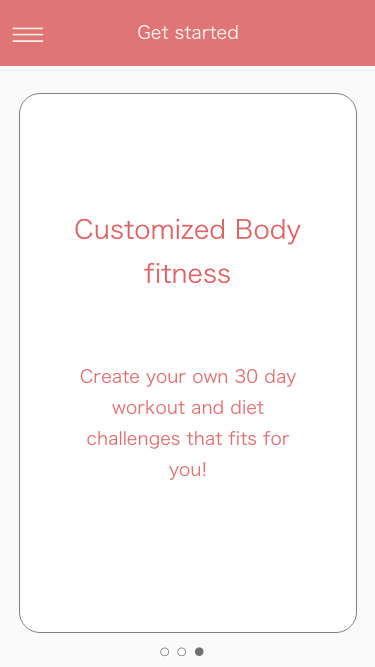 Get started
Customized Body
fitness
Create your own 30 day
workout and diet
challenges that fits for
you!